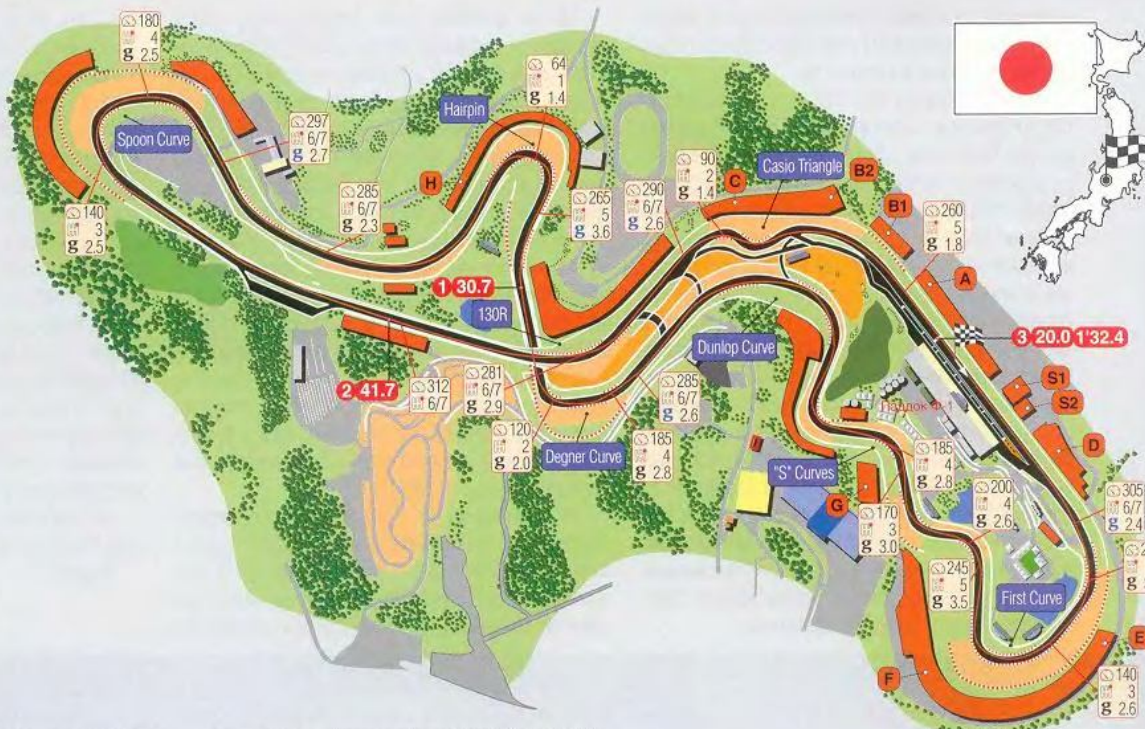 180
4
g 2.5
Spoon Curve
297
6/7
g 2.7
140
3
g 2.5
285
6/7
g 2.3
H
Hairpin
64
1
g 1.4
265
5
g 3.6
290
6/7
g 2.6
90
2
g 1.4
C
Casio Triangle
B2
B1
260
5
g 1.8
A
1 30.7
130R
2 41.7
312
6/7
281
6/7
g 2.9
120
2
g 2.0
Degner Curve
185
4
g 2.8
285
6/7
g 2.6
Dunlop Curve
3 20.0 1'32.4
S1
S2
D
Паддок Ф-1
"S" Curves
G
185
4
g 2.8
170
3
g 3.0
200
4
g 2.6
305
6/7
g 2.4
2
g
245
5
g 3.5
First Curve
E
F
140
3
g 2.6